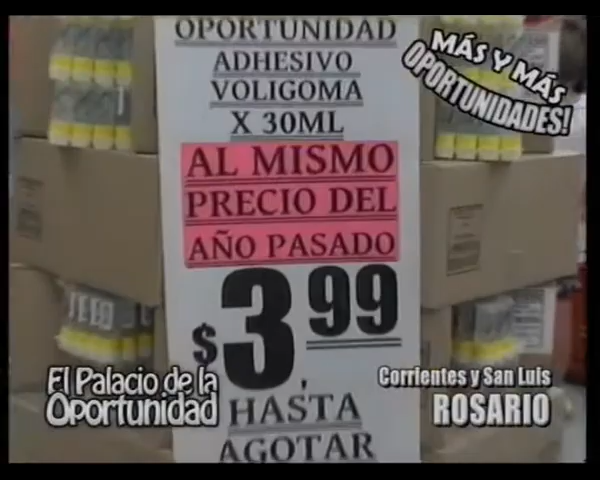 OPORTUNIDAD
ADHESIVO
VOLIGOMA
X 30ML
AL MISMO
PRECIO DEL
AÑO PASADO
$3,99
HASTA
AGOTAR
MÁS Y MÁS
OPORTUNIDADES!
El Palacio de la
Oportunidad
Corrientes y San Luis
ROSARIO